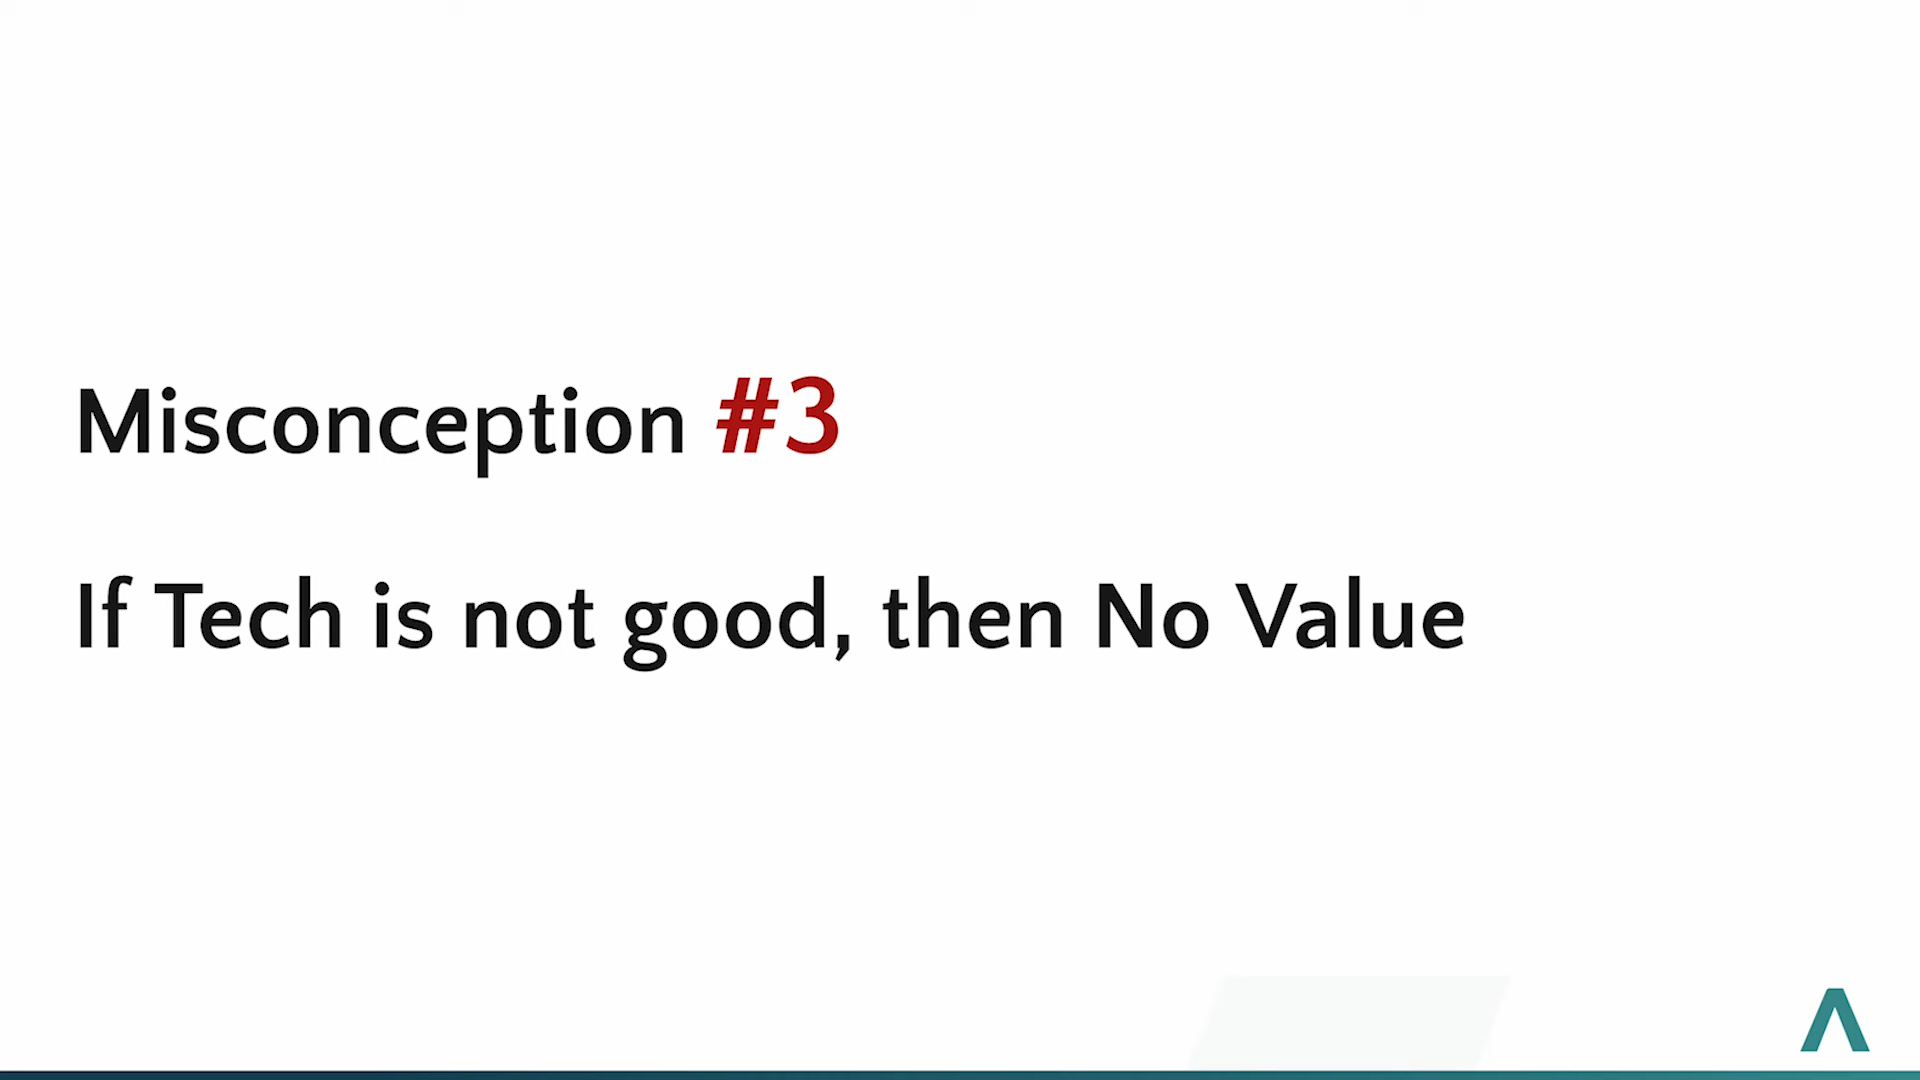 Misconception #3
If Tech is not good, then No Value